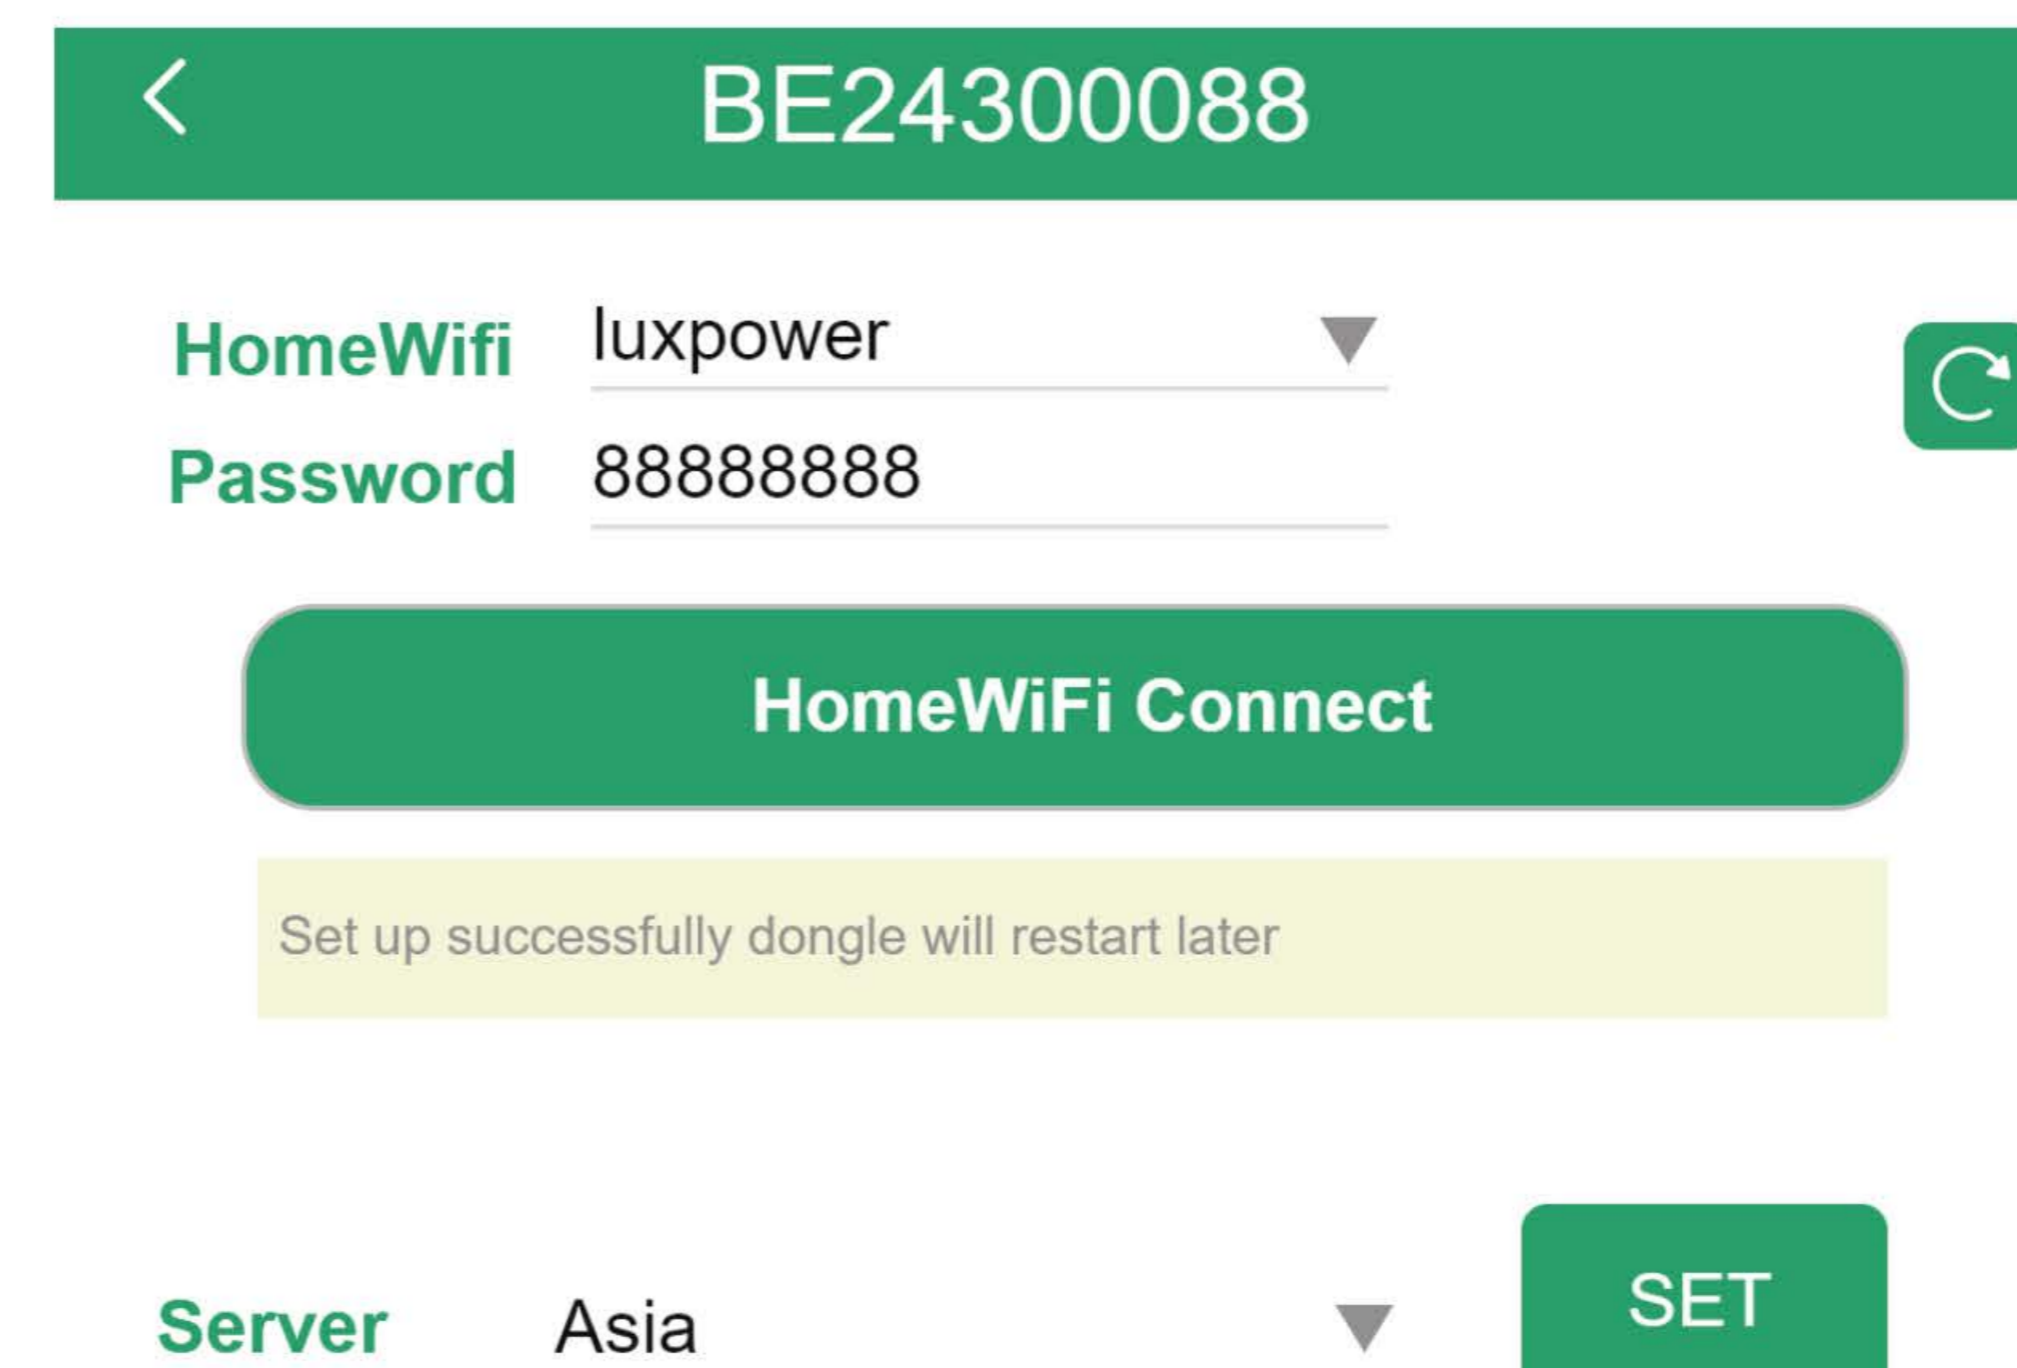 BE24300088
HomeWifi luxpower
Password 88888888
HomeWiFi Connect
Set up successfully dongle will restart later
Server Asia SET